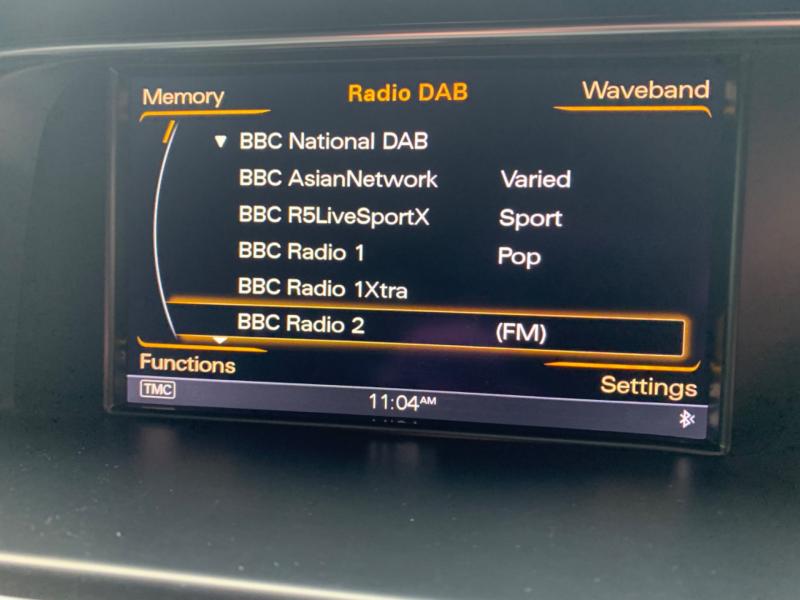 Memory Radio DAB Waveband
BBC National DAB
BBC AsianNetwork Varied
BBC R5LiveSportX Sport
BBC Radio 1 Pop
BBC Radio 1Xtra
BBC Radio 2 (FM)
Functions Settings
TMC 11:04AM